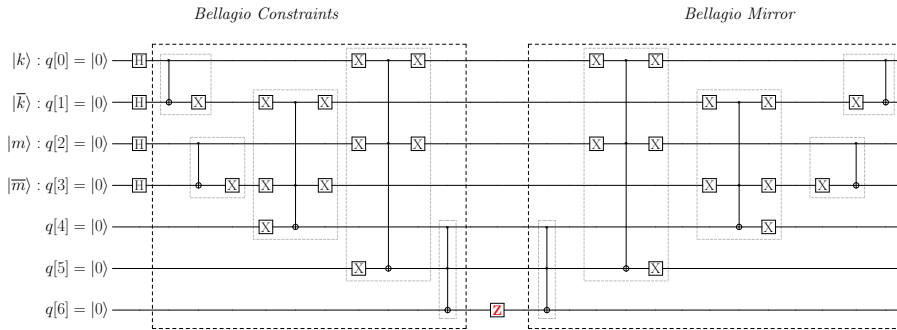 Bellagio Constraints Bellagio Mirror
|k⟩ : q[0] = |0⟩ H X X X X
|k̅⟩ : q[1] = |0⟩ H X X X X X X
|m⟩ : q[2] = |0⟩ H X X X X
|m̅⟩ : q[3] = |0⟩ H X X X X X X
q[4] = |0⟩ X X
q[5] = |0⟩ X X
q[6] = |0⟩ Z